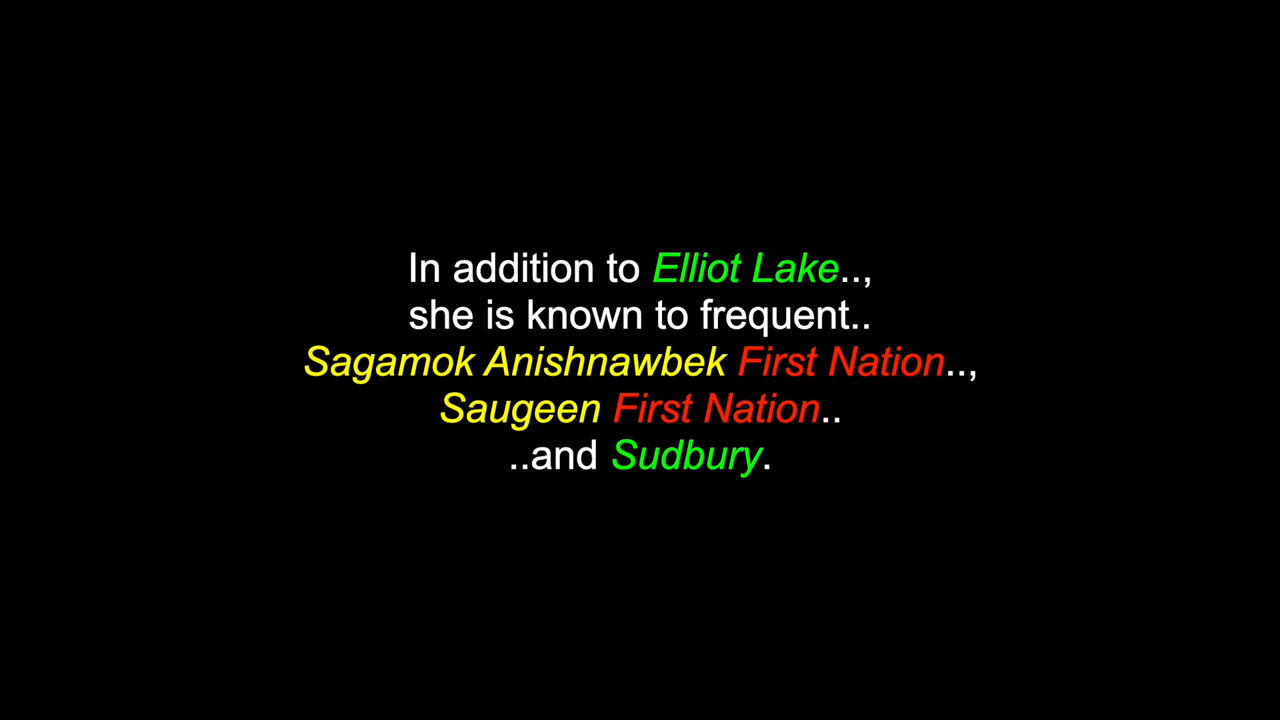 In addition to Elliot Lake..,
she is known to frequent..
Sagamok Anishnawbek First Nation..,
Saugeen First Nation..
..and Sudbury.